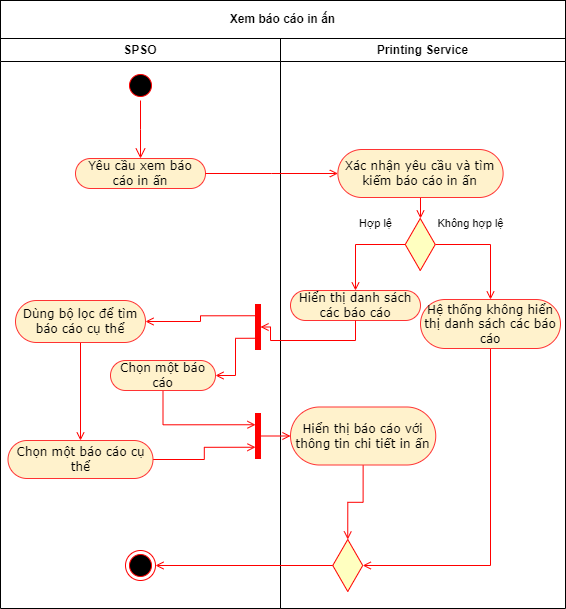 Xem báo cáo in ấn
SPSO
Printing Service
Yêu cầu xem báo
cáo in ấn
Xác nhận yêu cầu và tìm
kiếm báo cáo in ấn
Hợp lệ
Không hợp lệ
Hiển thị danh sách
các báo cáo
Hệ thống không hiển
thị danh sách các báo
cáo
Dùng bộ lọc để tìm
báo cáo cụ thể
Chọn một báo
cáo
Hiển thị báo cáo với
thông tin chi tiết in ấn
Chọn một báo cáo cụ
thể